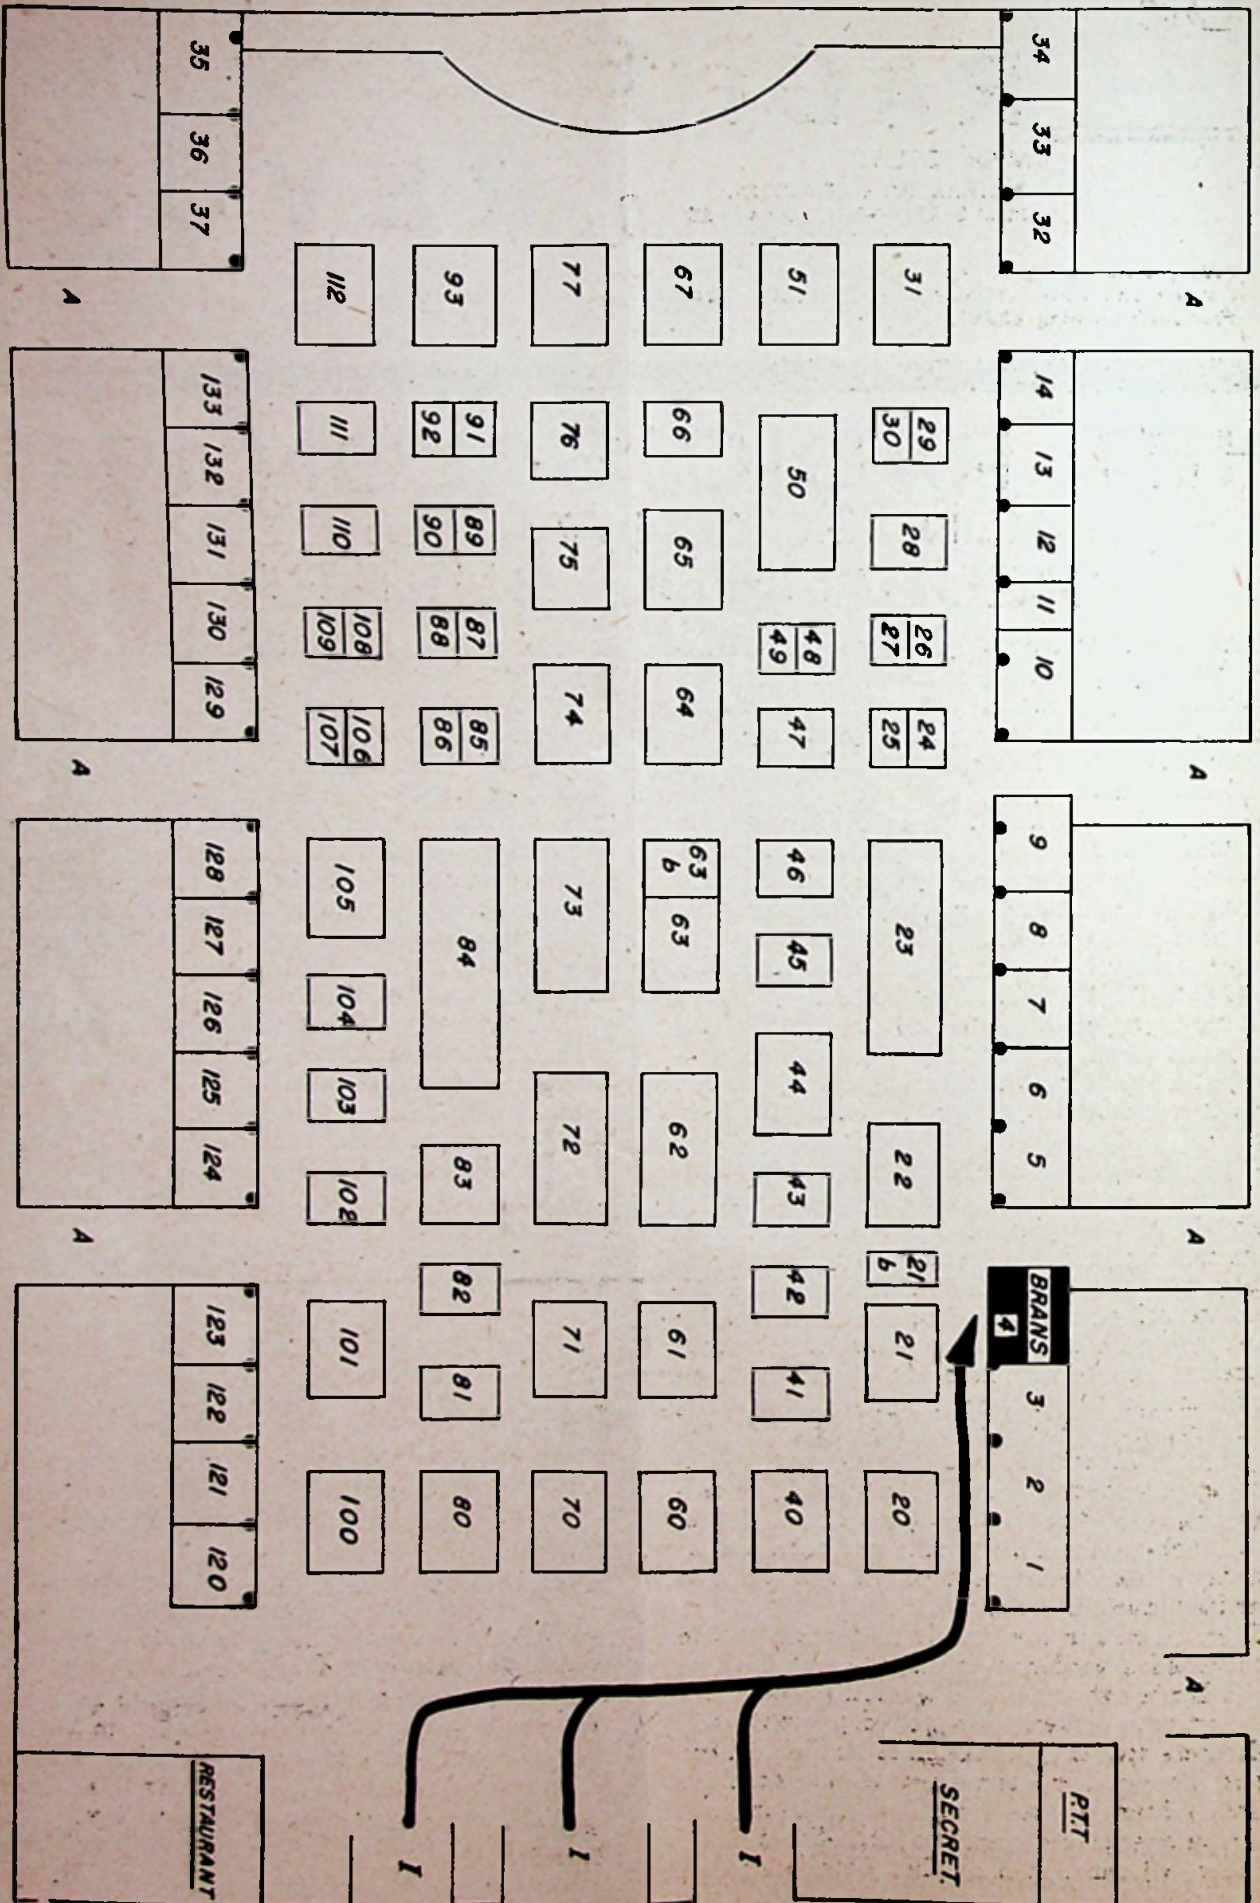 A A A A
P.T.T
34 33 32 14 13 12 11 10 9 8 7 6 5 BRANS 3 2 1
4
SECRET.
31 29 28 26 24 23 22 21 21 20
30 27 25 b
51 50 48 47 46 45 44 43 42 41 40 I
49
67 66 65 64 63 63 62 61 60
b
77 76 75 74 73 72 71 70 I
93 91 89 87 85 84 83 82 81 80 I
92 90 88 86
112 111 110 108 106 105 104 103 102 101 100
109 107
35 36 37 133 132 131 130 129 128 127 126 125 124 123 122 121 120 RESTAURANT
A A A